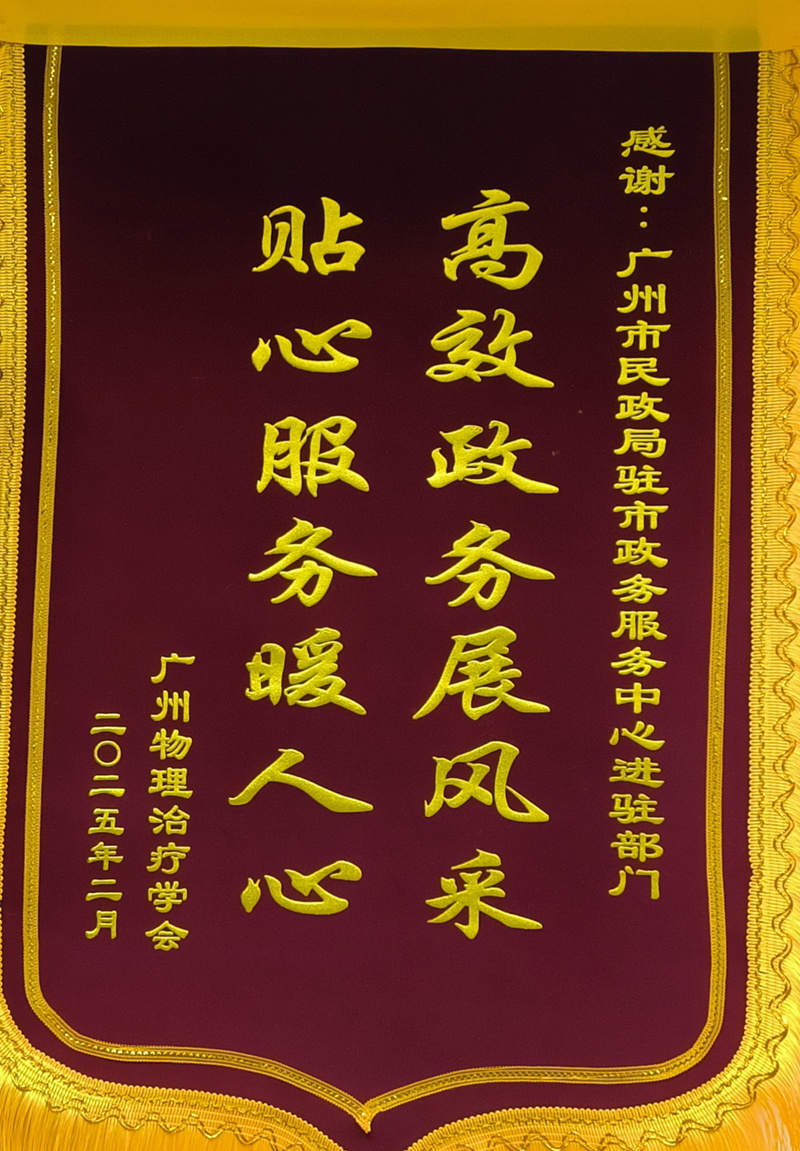 感谢：广州市民政局驻市政务服务中心进驻部门
高效政务展风采
贴心服务暖人心
广州物理治疗学会
二〇二五年二月